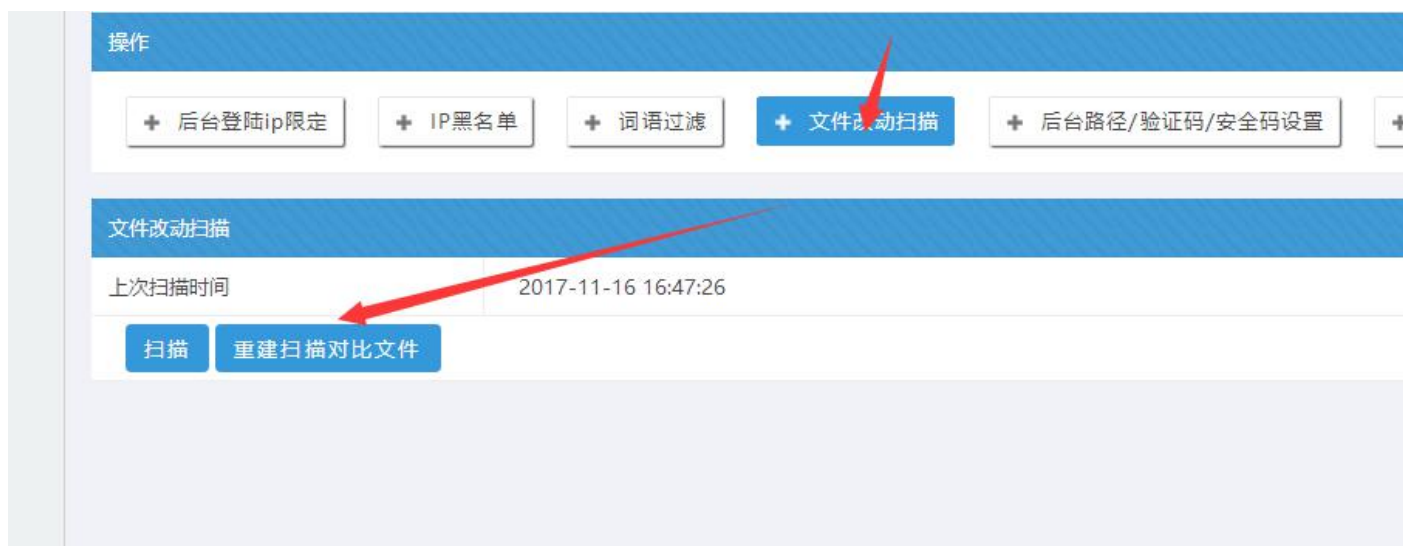 操作
+ 后台登陆ip限定 + IP黑名单 + 词语过滤 + 文件改动扫描 + 后台路径/验证码/安全码设置 +
文件改动扫描
上次扫描时间 2017-11-16 16:47:26
扫描 重建扫描对比文件